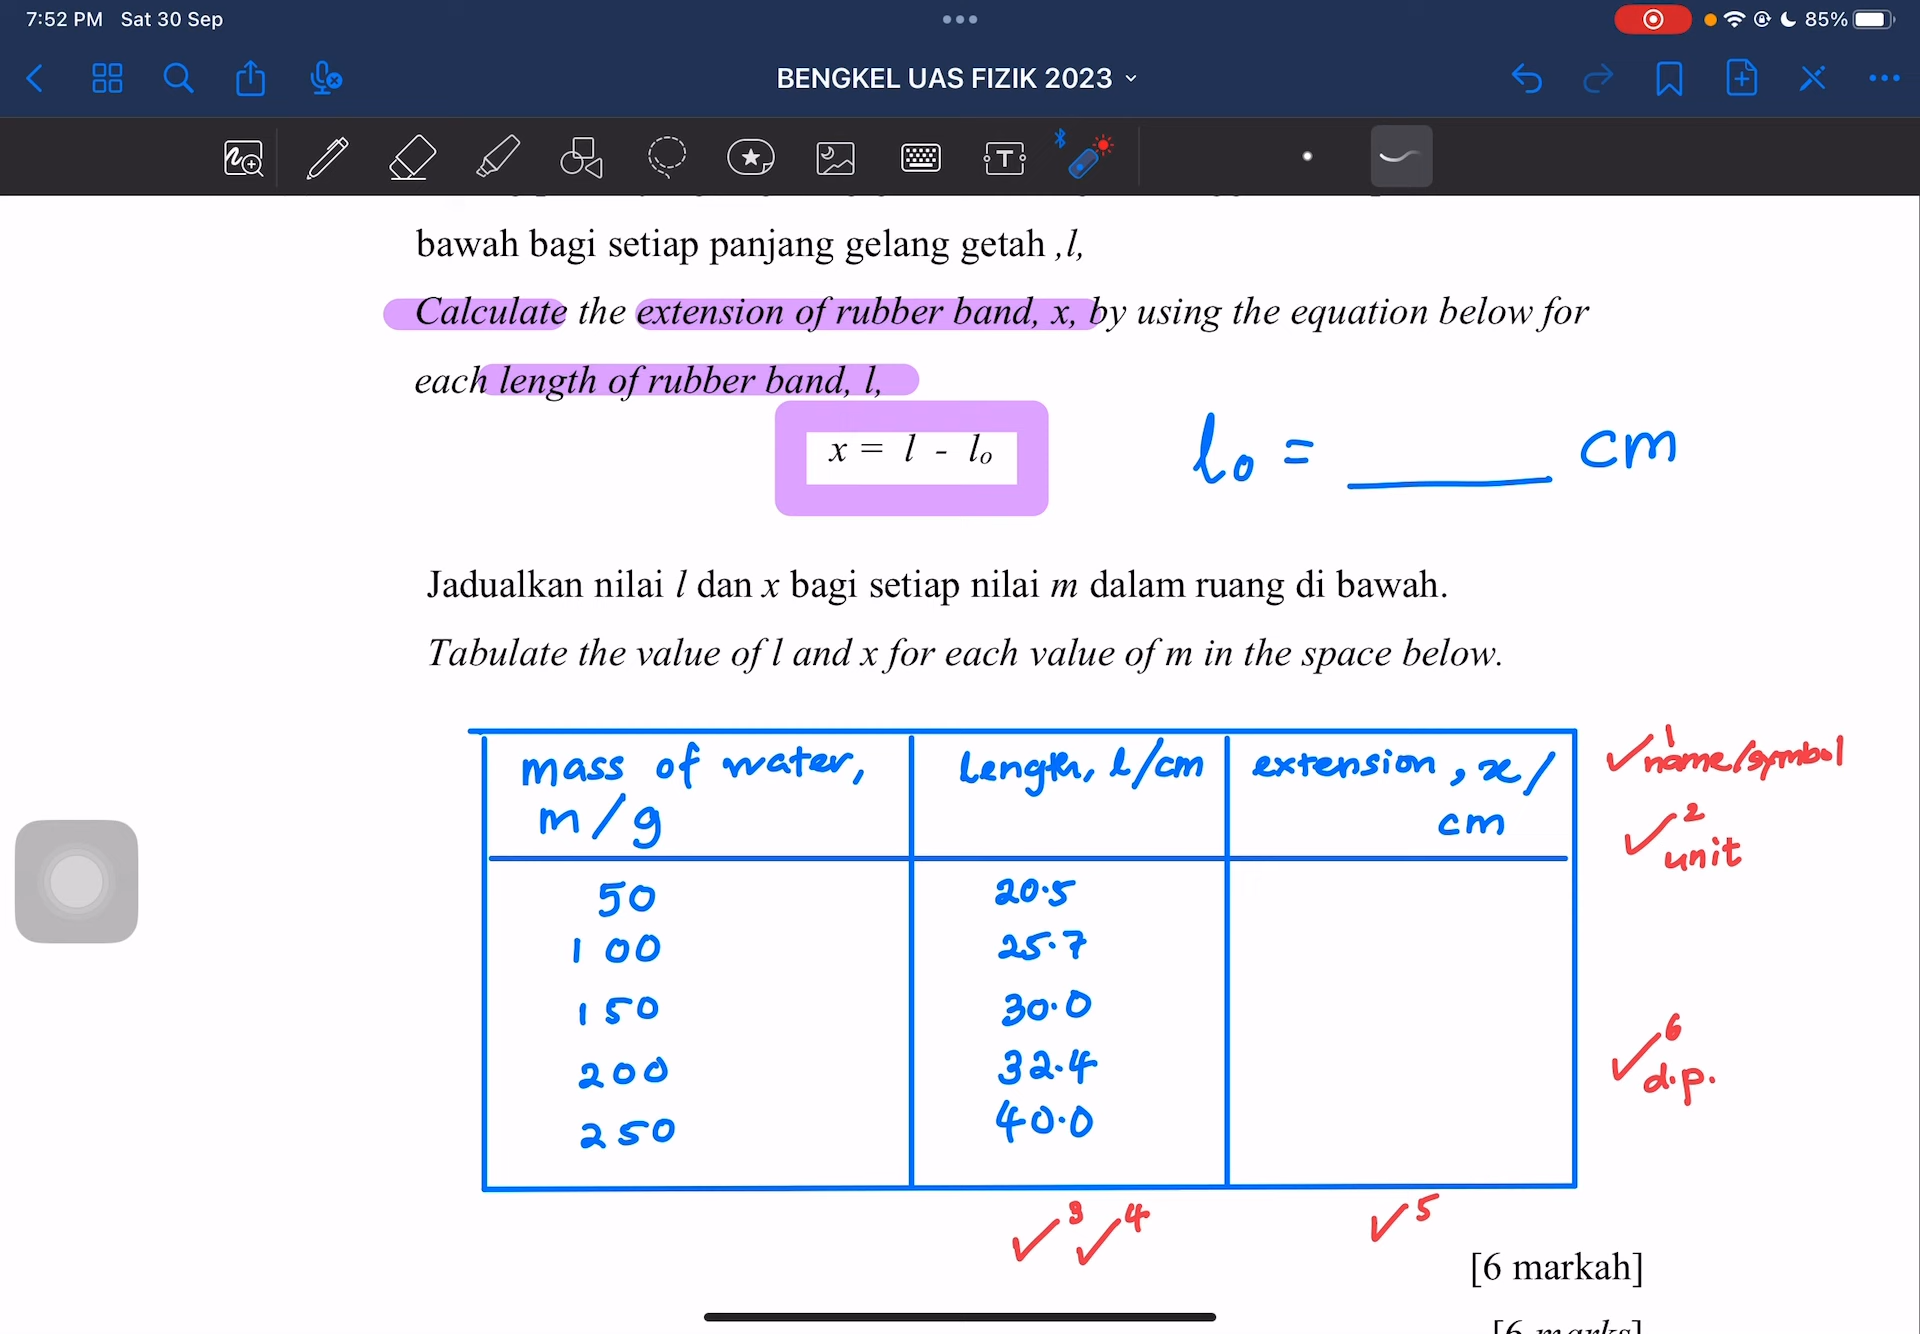 7:52 PM Sat 30 Sep
85%
BENGKEL UAS FIZIK 2023
bawah bagi setiap panjang gelang getah ,l,
Calculate the extension of rubber band, x, by using the equation below for
each length of rubber band, l,
x = l - lo
lo = ______ cm
Jadualkan nilai l dan x bagi setiap nilai m dalam ruang di bawah.
Tabulate the value of l and x for each value of m in the space below.
mass of water, m/g
Length, l/cm
extension, x/cm
✓1 name/symbol
✓2 unit
50 20.5
100 25.7
150 30.0
200 32.4
250 40.0
✓6 d.p.
✓3 ✓4 ✓5
[6 markah]
[6 marks]